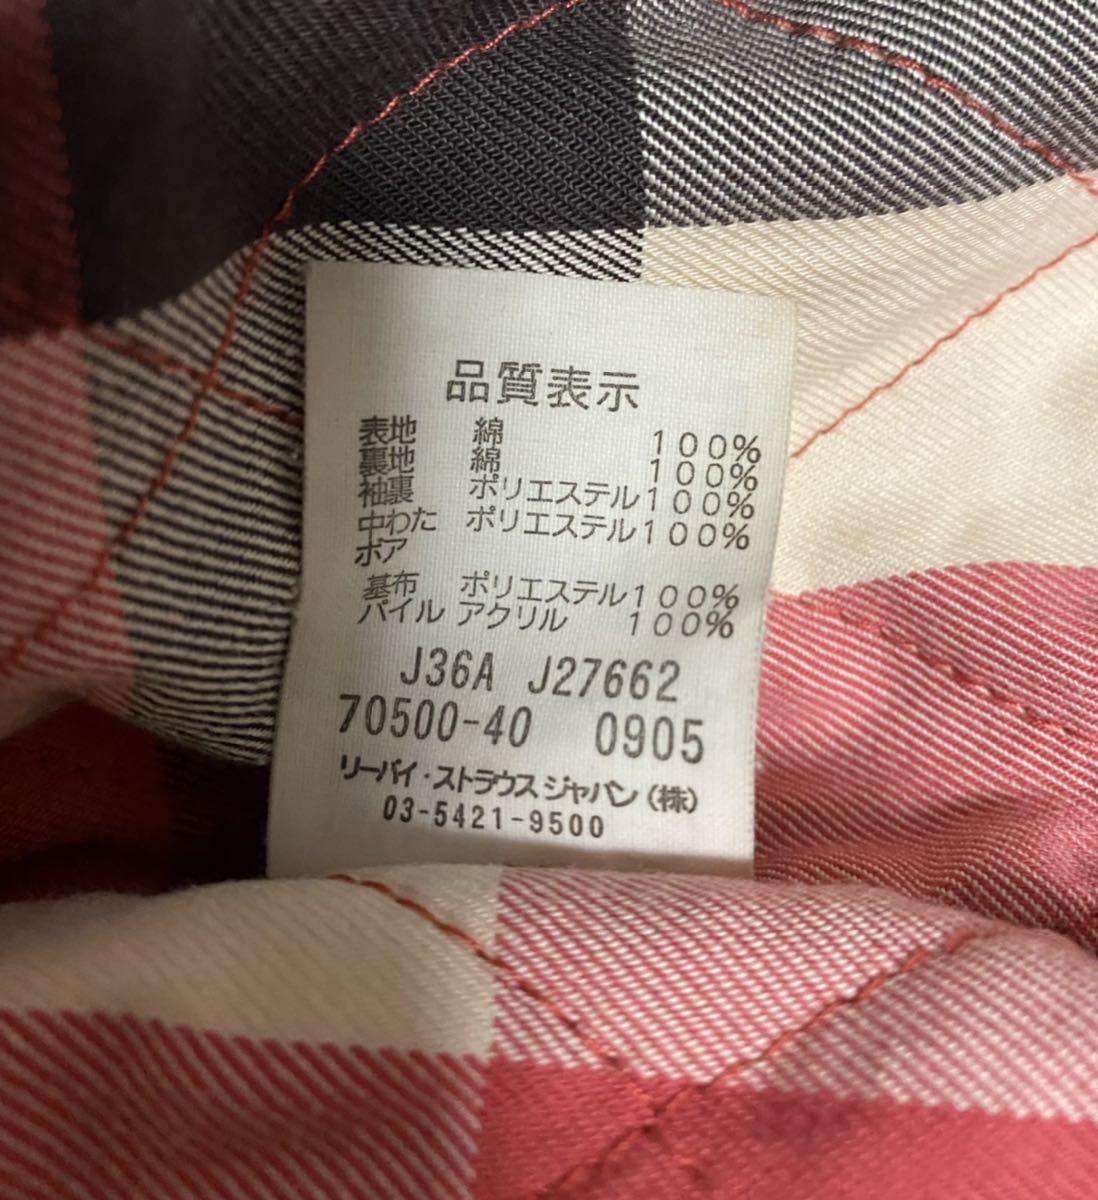 品質表示
表地 綿 100%
裏地 綿 100%
袖裏 ポリエステル100%
中わた ポリエステル100%
ボア
基布 ポリエステル100%
パイル アクリル 100%
J36A J27662
70500-40 0905
リーバイ・ストラウス ジャパン(株)
03-5421-9500